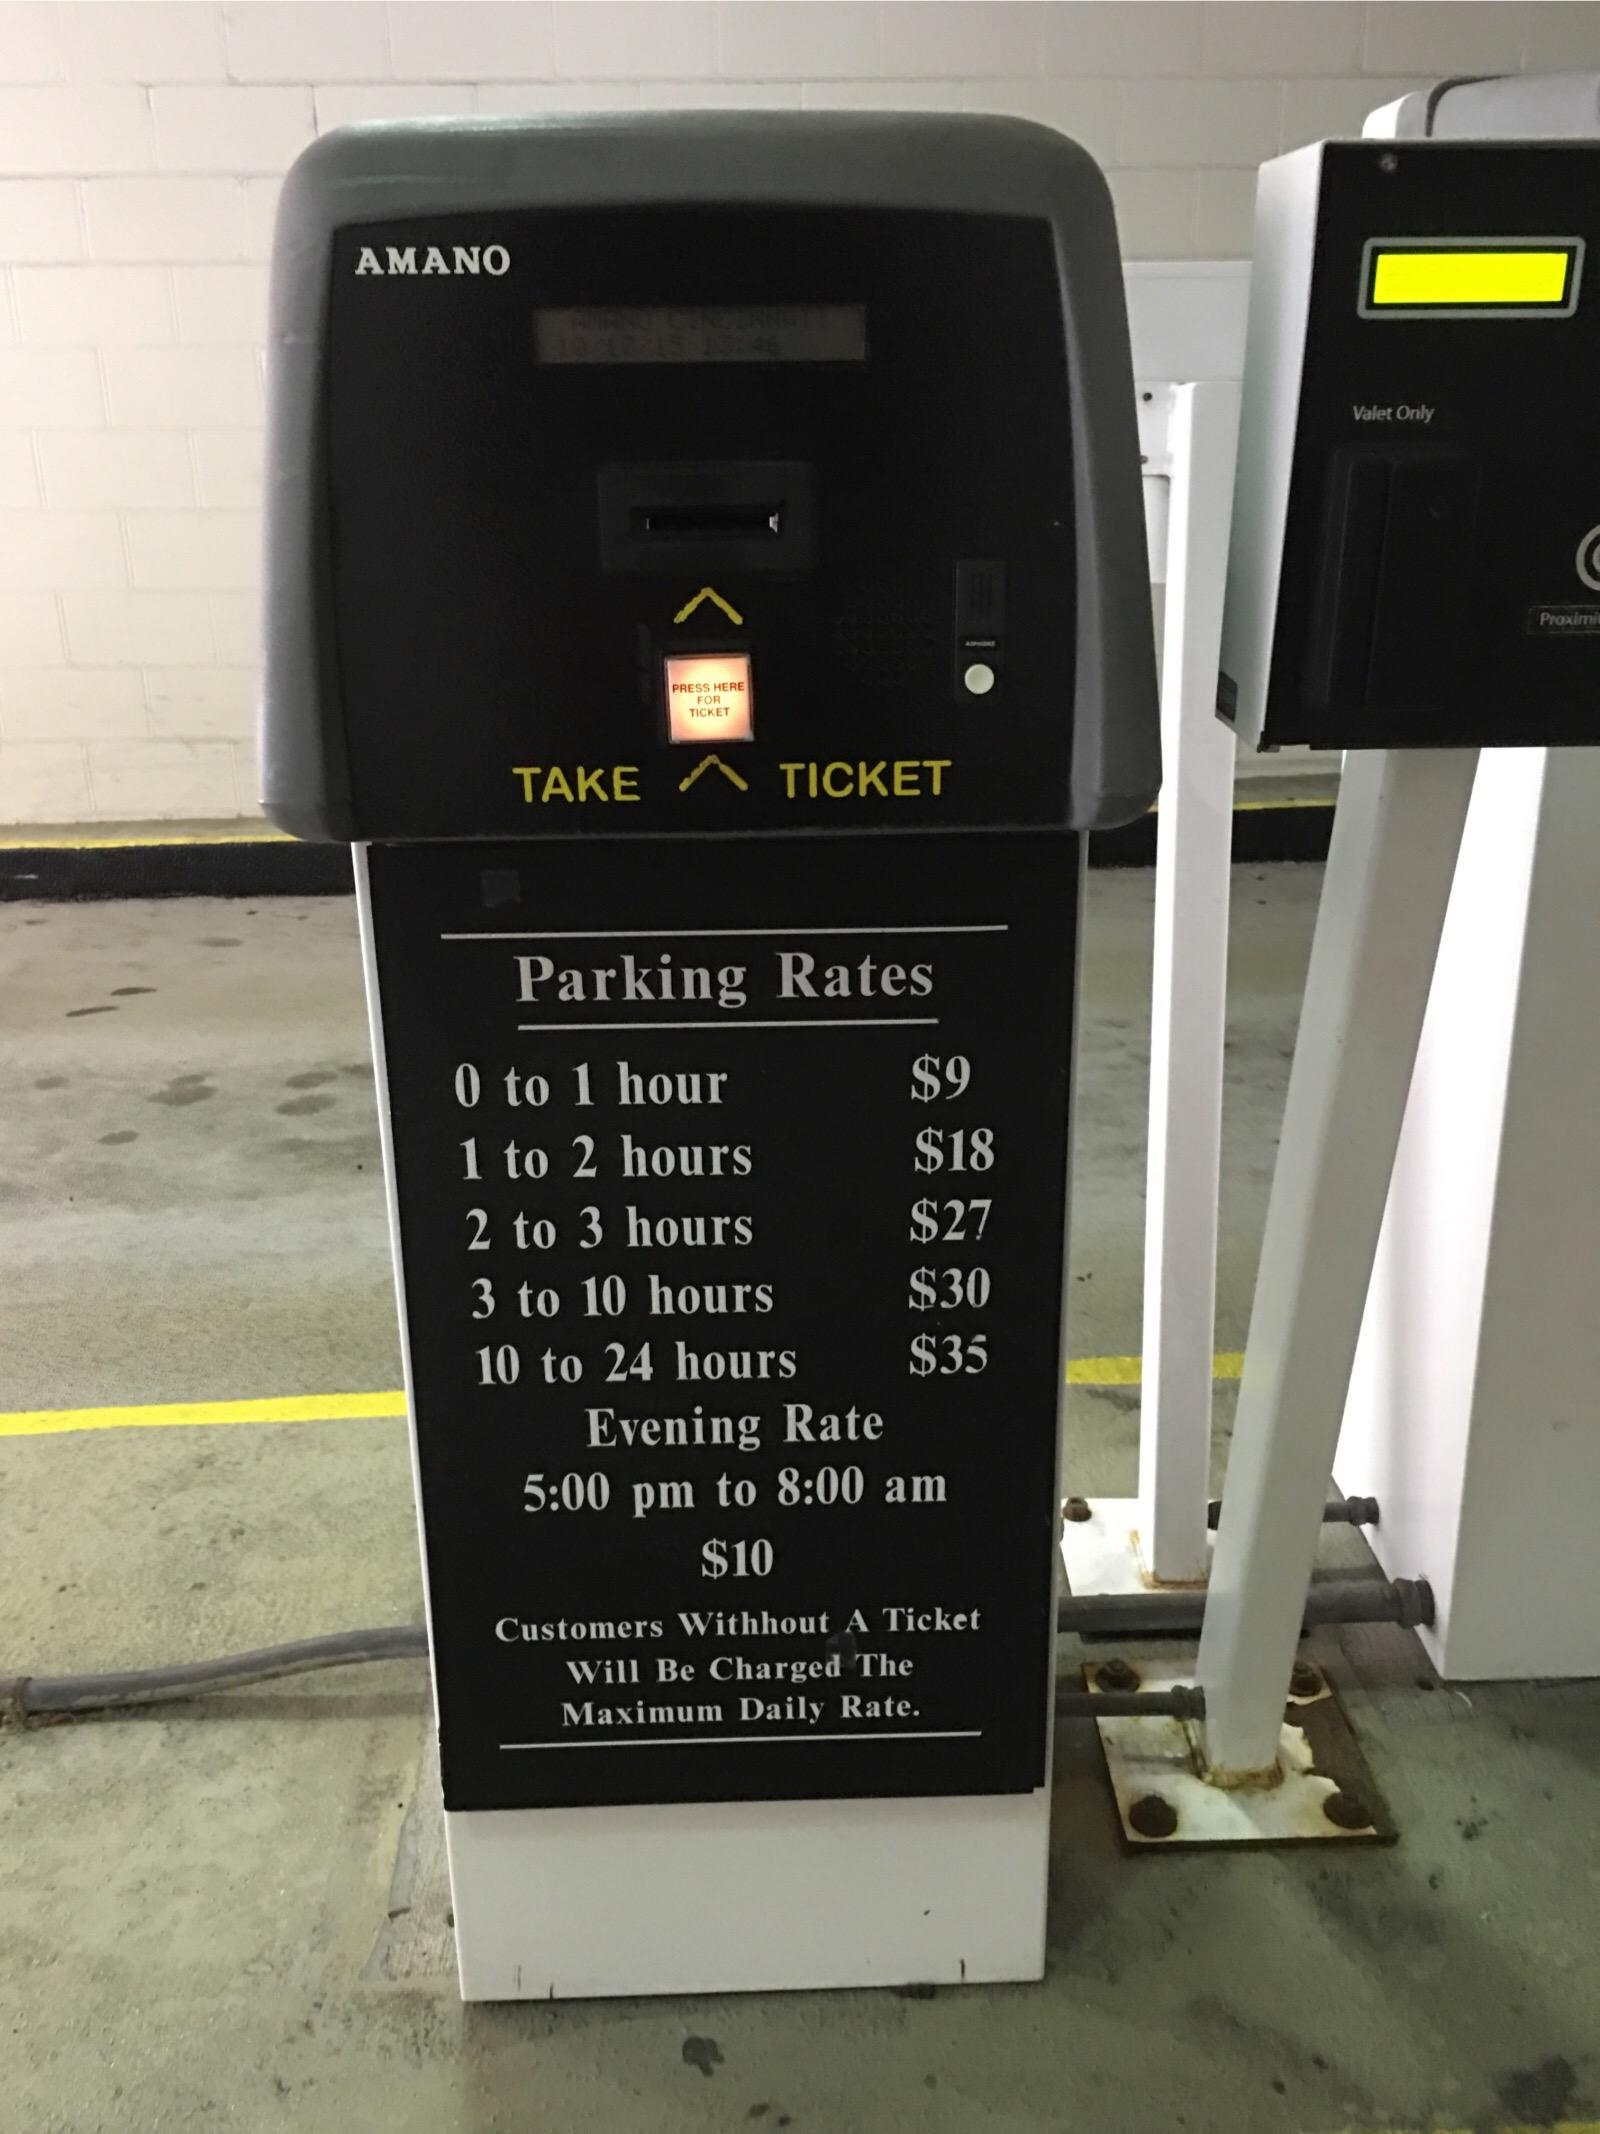 AMANO
AMANO CINCINNATI
Valet Only
PRESS HERE
FOR
TICKET
TAKE TICKET
Parking Rates
0 to 1 hour $9
1 to 2 hours $18
2 to 3 hours $27
3 to 10 hours $30
10 to 24 hours $35
Evening Rate
5:00 pm to 8:00 am
$10
Customers Withhout A Ticket
Will Be Charged The
Maximum Daily Rate.